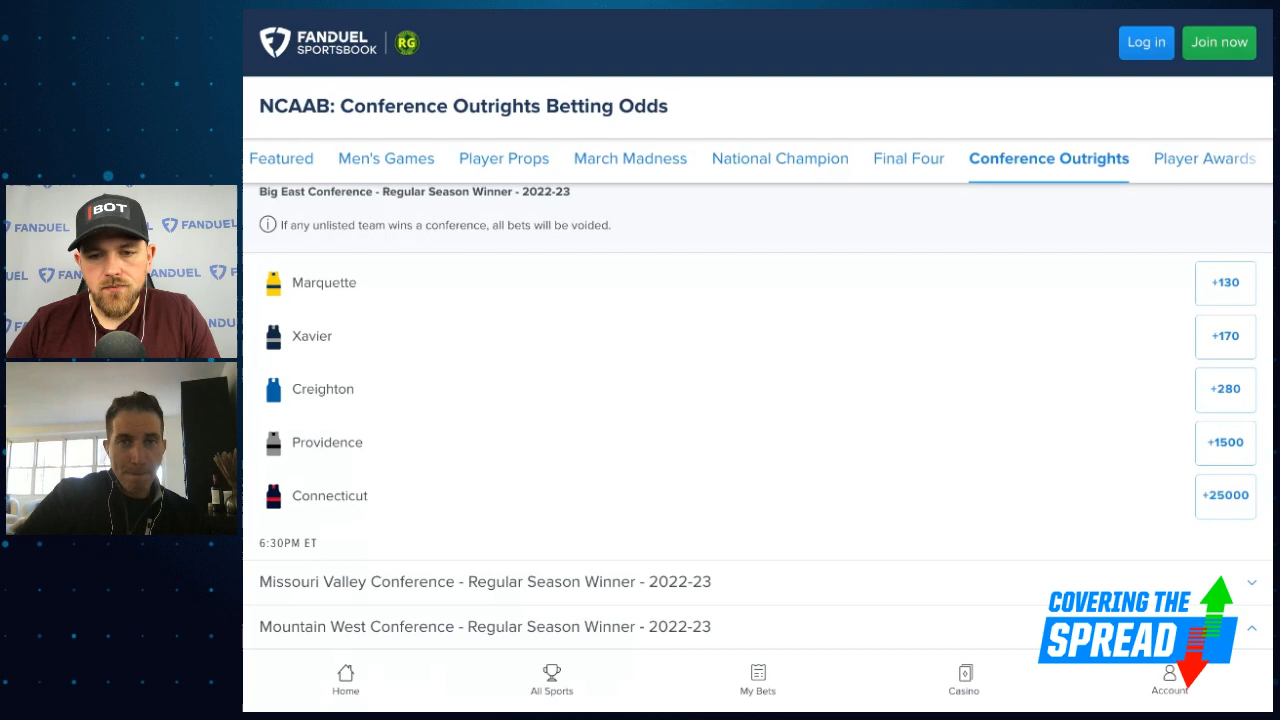 FANDUEL
SPORTSBOOK
RG
Log in
Join now
NCAAB: Conference Outrights Betting Odds
Featured
Men's Games
Player Props
March Madness
National Champion
Final Four
Conference Outrights
Player Awards
Big East Conference - Regular Season Winner - 2022-23
If any unlisted team wins a conference, all bets will be voided.
Marquette
+130
Xavier
+170
Creighton
+280
Providence
+1500
Connecticut
+25000
6:30PM ET
Missouri Valley Conference - Regular Season Winner - 2022-23
Mountain West Conference - Regular Season Winner - 2022-23
Home
All Sports
My Bets
Casino
Account
COVERING THE
SPREAD
BOT
FANDUEL
FANDUEL
UEL
FAN
ANDUEL